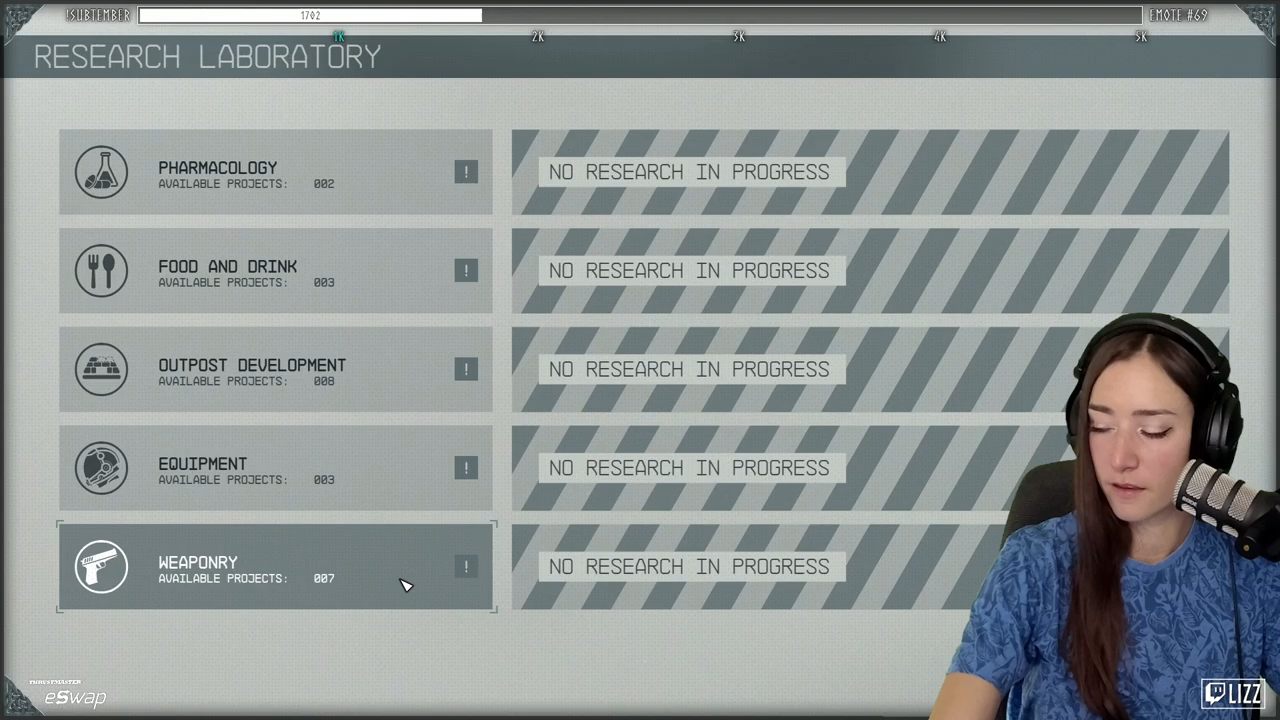 !SUBTEMBER
1702
EMOTE #69
1K
2K
3K
4K
5K
RESEARCH LABORATORY
PHARMACOLOGY
AVAILABLE PROJECTS: 002
!
NO RESEARCH IN PROGRESS
FOOD AND DRINK
AVAILABLE PROJECTS: 003
!
NO RESEARCH IN PROGRESS
OUTPOST DEVELOPMENT
AVAILABLE PROJECTS: 008
!
NO RESEARCH IN PROGRESS
EQUIPMENT
AVAILABLE PROJECTS: 003
!
NO RESEARCH IN PROGRESS
WEAPONRY
AVAILABLE PROJECTS: 007
!
NO RESEARCH IN PROGRESS
THRUSTMASTER
eSwap
LIZZ